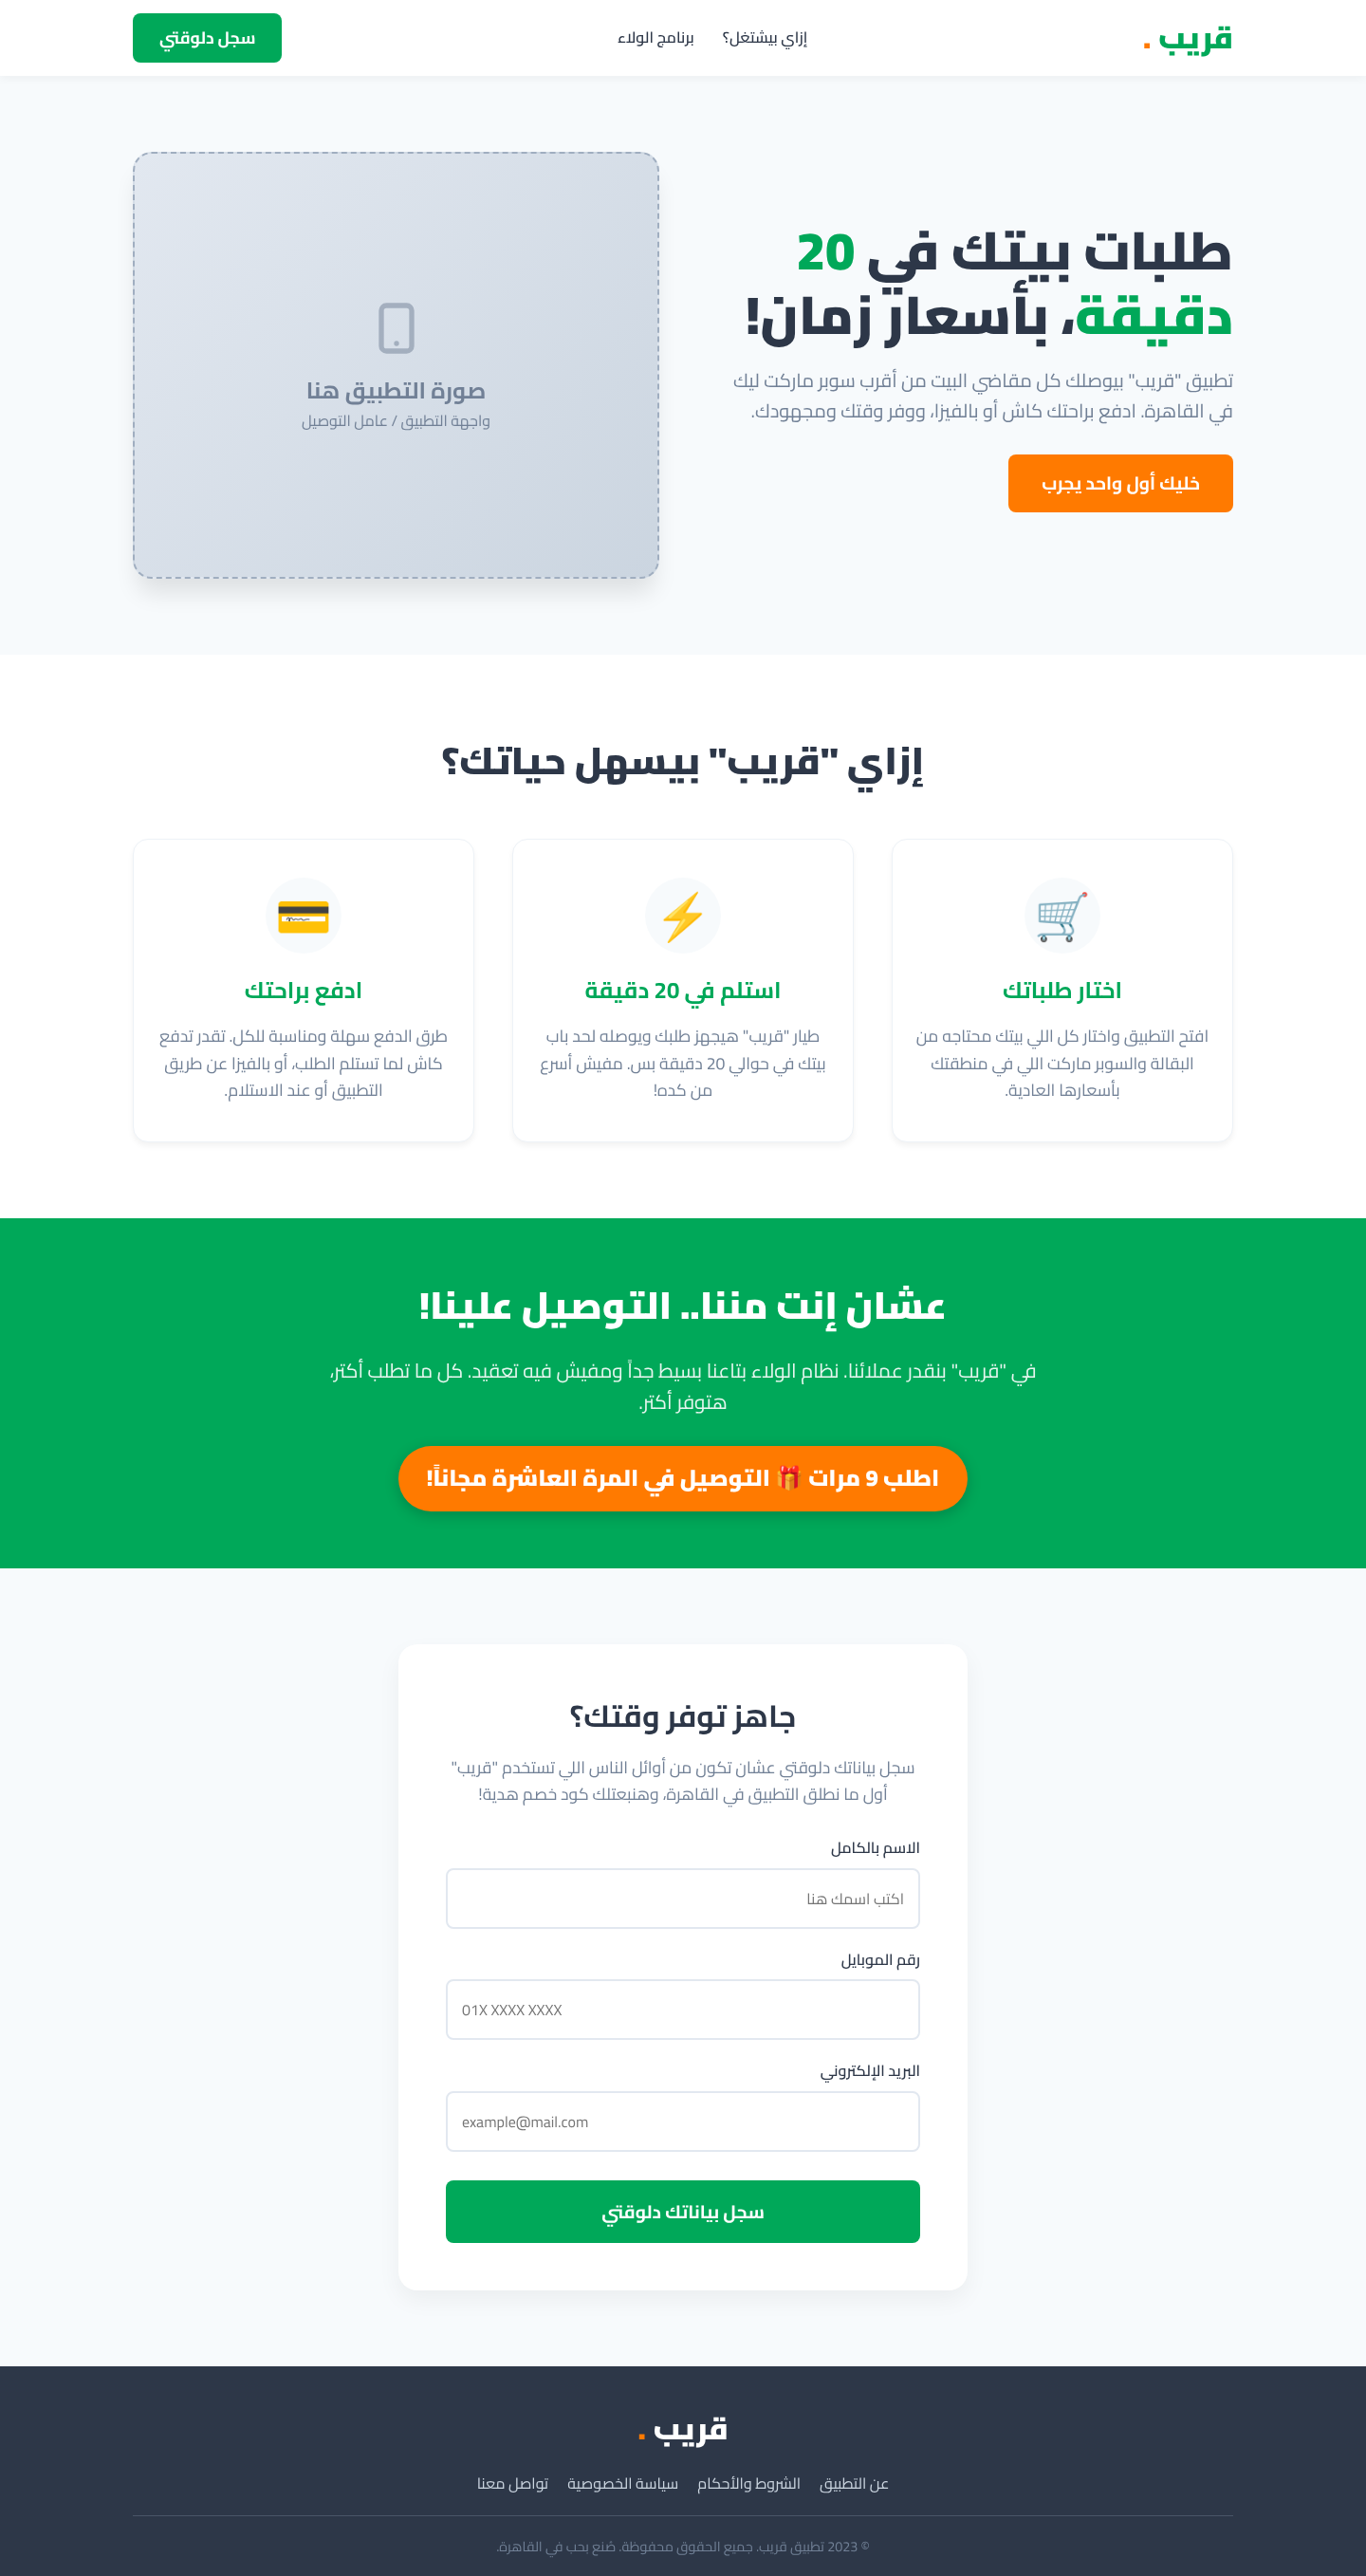 قريب .
إزاي بيشتغل؟
برنامج الولاء
سجل دلوقتي
طلبات بيتك في 20
دقيقة، بأسعار زمان!
تطبيق "قريب" بيوصلك كل مقاضي البيت من أقرب سوبر ماركت ليك
في القاهرة. ادفع براحتك كاش أو بالفيزا، ووفر وقتك ومجهودك.
خليك أول واحد يجرب
صورة التطبيق هنا
واجهة التطبيق / عامل التوصيل
إزاي "قريب" بيسهل حياتك؟
اختار طلباتك
افتح التطبيق واختار كل اللي بيتك محتاجه من
البقالة والسوبر ماركت اللي في منطقتك
بأسعارها العادية.
استلم في 20 دقيقة
طيار "قريب" هيجهز طلبك ويوصله لحد باب
بيتك في حوالي 20 دقيقة بس. مفيش أسرع
من كده!
ادفع براحتك
طرق الدفع سهلة ومناسبة للكل. تقدر تدفع
كاش لما تستلم الطلب، أو بالفيزا عن طريق
التطبيق أو عند الاستلام.
عشان إنت مننا.. التوصيل علينا!
في "قريب" بنقدر عملائنا. نظام الولاء بتاعنا بسيط جداً ومفيش فيه تعقيد. كل ما تطلب أكتر،
هتوفر أكتر.
اطلب 9 مرات 🎁 التوصيل في المرة العاشرة مجاناً!
جاهز توفر وقتك؟
سجل بياناتك دلوقتي عشان تكون من أوائل الناس اللي تستخدم "قريب"
أول ما نطلق التطبيق في القاهرة، وهنبعتلك كود خصم هدية!
الاسم بالكامل
اكتب اسمك هنا
رقم الموبايل
01X XXXX XXXX
البريد الإلكتروني
example@mail.com
سجل بياناتك دلوقتي
قريب .
عن التطبيق
الشروط والأحكام
سياسة الخصوصية
تواصل معنا
© 2023 تطبيق قريب. جميع الحقوق محفوظة. صُنع بحب في القاهرة.